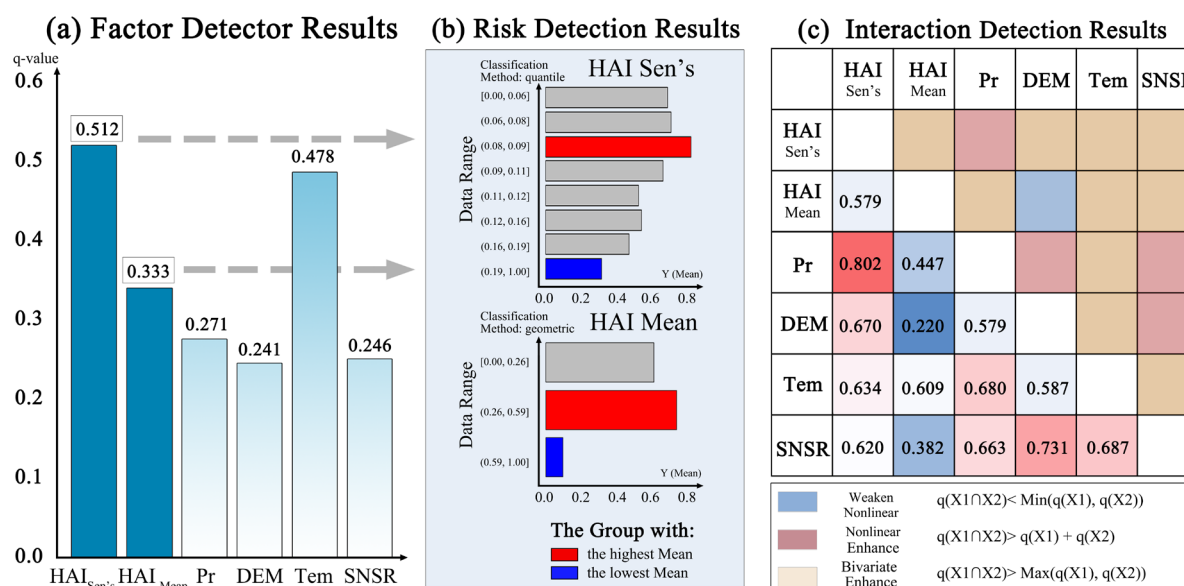 (a) Factor Detector Results
q-value
0.6
0.5
0.4
0.3
0.2
0.1
0.0
0.512
0.333
0.271
0.241
0.478
0.246
HAI Sen's HAI Mean Pr DEM Tem SNSR
(b) Risk Detection Results
Classification
Method: quantile
HAI Sen's
Data Range
[0.00, 0.06]
(0.06, 0.08]
(0.08, 0.09]
(0.09, 0.11]
(0.11, 0.12]
(0.12, 0.16]
(0.16, 0.19]
(0.19, 1.00]
Y (Mean)
0.0 0.2 0.4 0.6 0.8
Classification
Method: geometric
HAI Mean
Data Range
[0.00, 0.26]
(0.26, 0.59]
(0.59, 1.00]
Y (Mean)
0.0 0.2 0.4 0.6 0.8
The Group with:
the highest Mean
the lowest Mean
(c) Interaction Detection Results
HAI Sen's HAI Mean Pr DEM Tem SNSR
HAI Sen's
HAI Mean 0.579
Pr 0.802 0.447
DEM 0.670 0.220 0.579
Tem 0.634 0.609 0.680 0.587
SNSR 0.620 0.382 0.663 0.731 0.687
Weaken
Nonlinear
q(X1∩X2)< Min(q(X1), q(X2))
Nonlinear
Enhance
q(X1∩X2)> q(X1) + q(X2)
Bivariate
Enhance
q(X1∩X2)> Max(q(X1), q(X2))